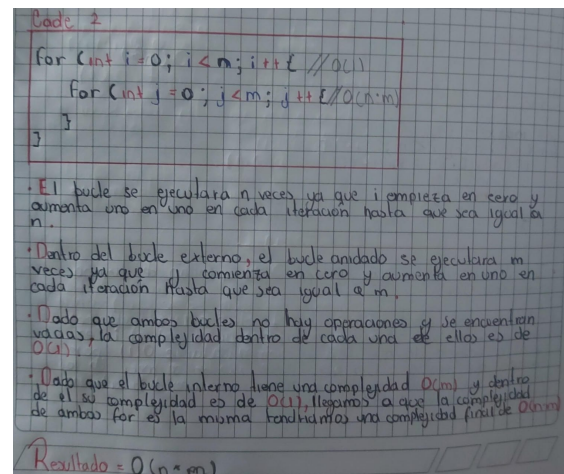 Code 2
for (int i=0; i<m; i++{ //O(1)
for (int j=0; j<m; j++{//O(n·m)
}
}
· El bucle se ejecutara n veces, ya que i empieza en cero y
aumenta uno en uno en cada iteración hasta que sea igual a
n.
· Dentro del bucle externo, el bucle anidado se ejecutara m
veces ya que j comienza en cero y aumenta en uno en
cada iteración hasta que sea igual a m.
· Dado que ambos bucles no hay operaciones y se encuentran
vacias, la complejidad dentro de cada una de ellas es de
O(1).
· Dado que el bucle interno tiene una complejidad O(m) y dentro
de el su complejidad es de O(1), llegamos a que la complejidad
de ambos for es la misma tendriamos una complejidad final de O(n·m)
Resultado = O(n*m)